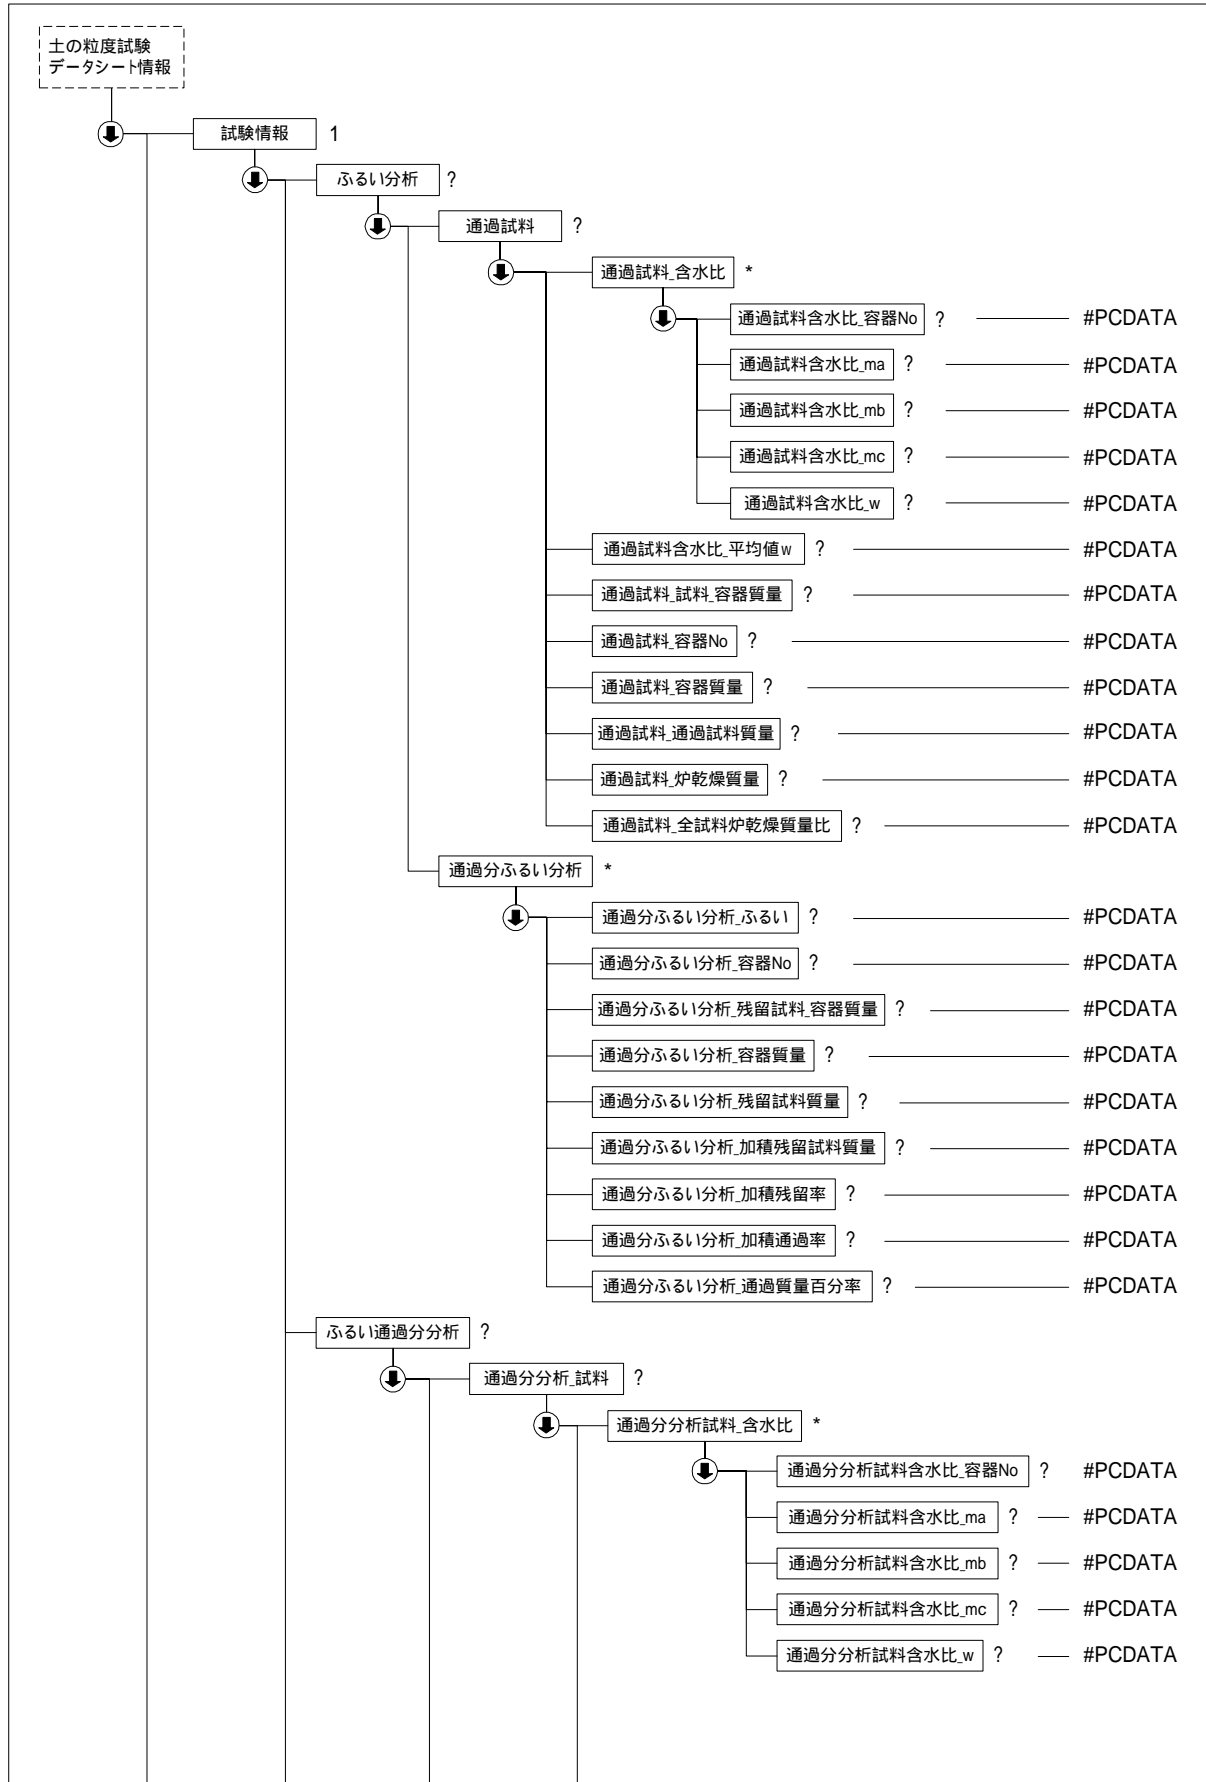 土の粒度試験
データシート情報
試験情報 1
ふるい分析 ?
通過試料 ?
通過試料_含水比 *
通過試料含水比_容器No ? #PCDATA
通過試料含水比_ma ? #PCDATA
通過試料含水比_mb ? #PCDATA
通過試料含水比_mc ? #PCDATA
通過試料含水比_w ? #PCDATA
通過試料含水比_平均値w ? #PCDATA
通過試料_試料_容器質量 ? #PCDATA
通過試料_容器No ? #PCDATA
通過試料_容器質量 ? #PCDATA
通過試料_通過試料質量 ? #PCDATA
通過試料_炉乾燥質量 ? #PCDATA
通過試料_全試料炉乾燥質量比 ? #PCDATA
通過分ふるい分析 *
通過分ふるい分析_ふるい ? #PCDATA
通過分ふるい分析_容器No ? #PCDATA
通過分ふるい分析_残留試料_容器質量 ? #PCDATA
通過分ふるい分析_容器質量 ? #PCDATA
通過分ふるい分析_残留試料質量 ? #PCDATA
通過分ふるい分析_加積残留試料質量 ? #PCDATA
通過分ふるい分析_加積残留率 ? #PCDATA
通過分ふるい分析_加積通過率 ? #PCDATA
通過分ふるい分析_通過質量百分率 ? #PCDATA
ふるい通過分分析 ?
通過分分析_試料 ?
通過分分析試料_含水比 *
通過分分析試料含水比_容器No ? #PCDATA
通過分分析試料含水比_ma ? #PCDATA
通過分分析試料含水比_mb ? #PCDATA
通過分分析試料含水比_mc ? #PCDATA
通過分分析試料含水比_w ? #PCDATA